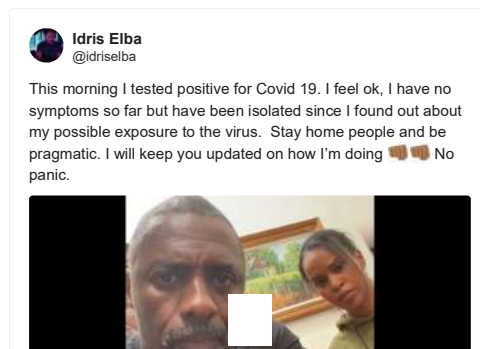 Idris Elba
@idriselba
This morning I tested positive for Covid 19. I feel ok, I have no
symptoms so far but have been isolated since I found out about
my possible exposure to the virus.  Stay home people and be
pragmatic. I will keep you updated on how I’m doing 👊🏾👊🏾 No
panic.